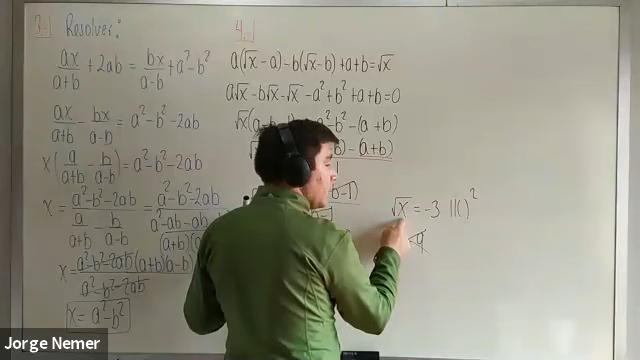 3.-) Resolver:
ax/(a+b) + 2ab = bx/(a-b) + a² - b²
ax/(a+b) - bx/(a-b) = a² - b² - 2ab
x(a/(a+b) - b/(a-b)) = a² - b² - 2ab
x = (a² - b² - 2ab)/(a/(a+b) - b/(a-b)) = (a² - b² - 2ab)/((a² - ab - ab
(a+b)(
x = (a² - b² - 2ab)(a+b)(a-b)/(a² - b² - 2ab)
x = a² - b²
4.-)
a(√x - a) - b(√x - b) + a + b = √x
a√x - b√x - √x - a² + b² + a + b = 0
√x(a - b - 1) = a² - b² - (a + b)
b) - (a+b)
b-1)
√x = -3 ||()²
Jorge Nemer